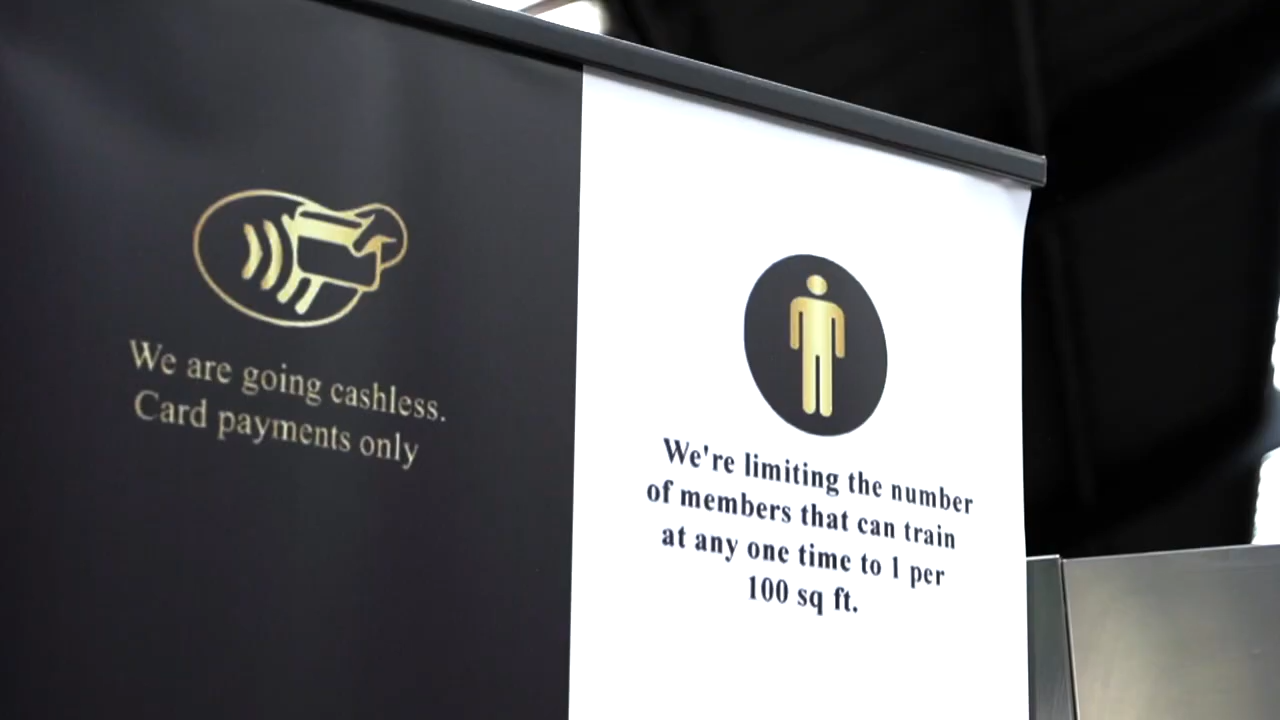 We are going cashless.
Card payments only
We're limiting the number
of members that can train
at any one time to 1 per
100 sq ft.